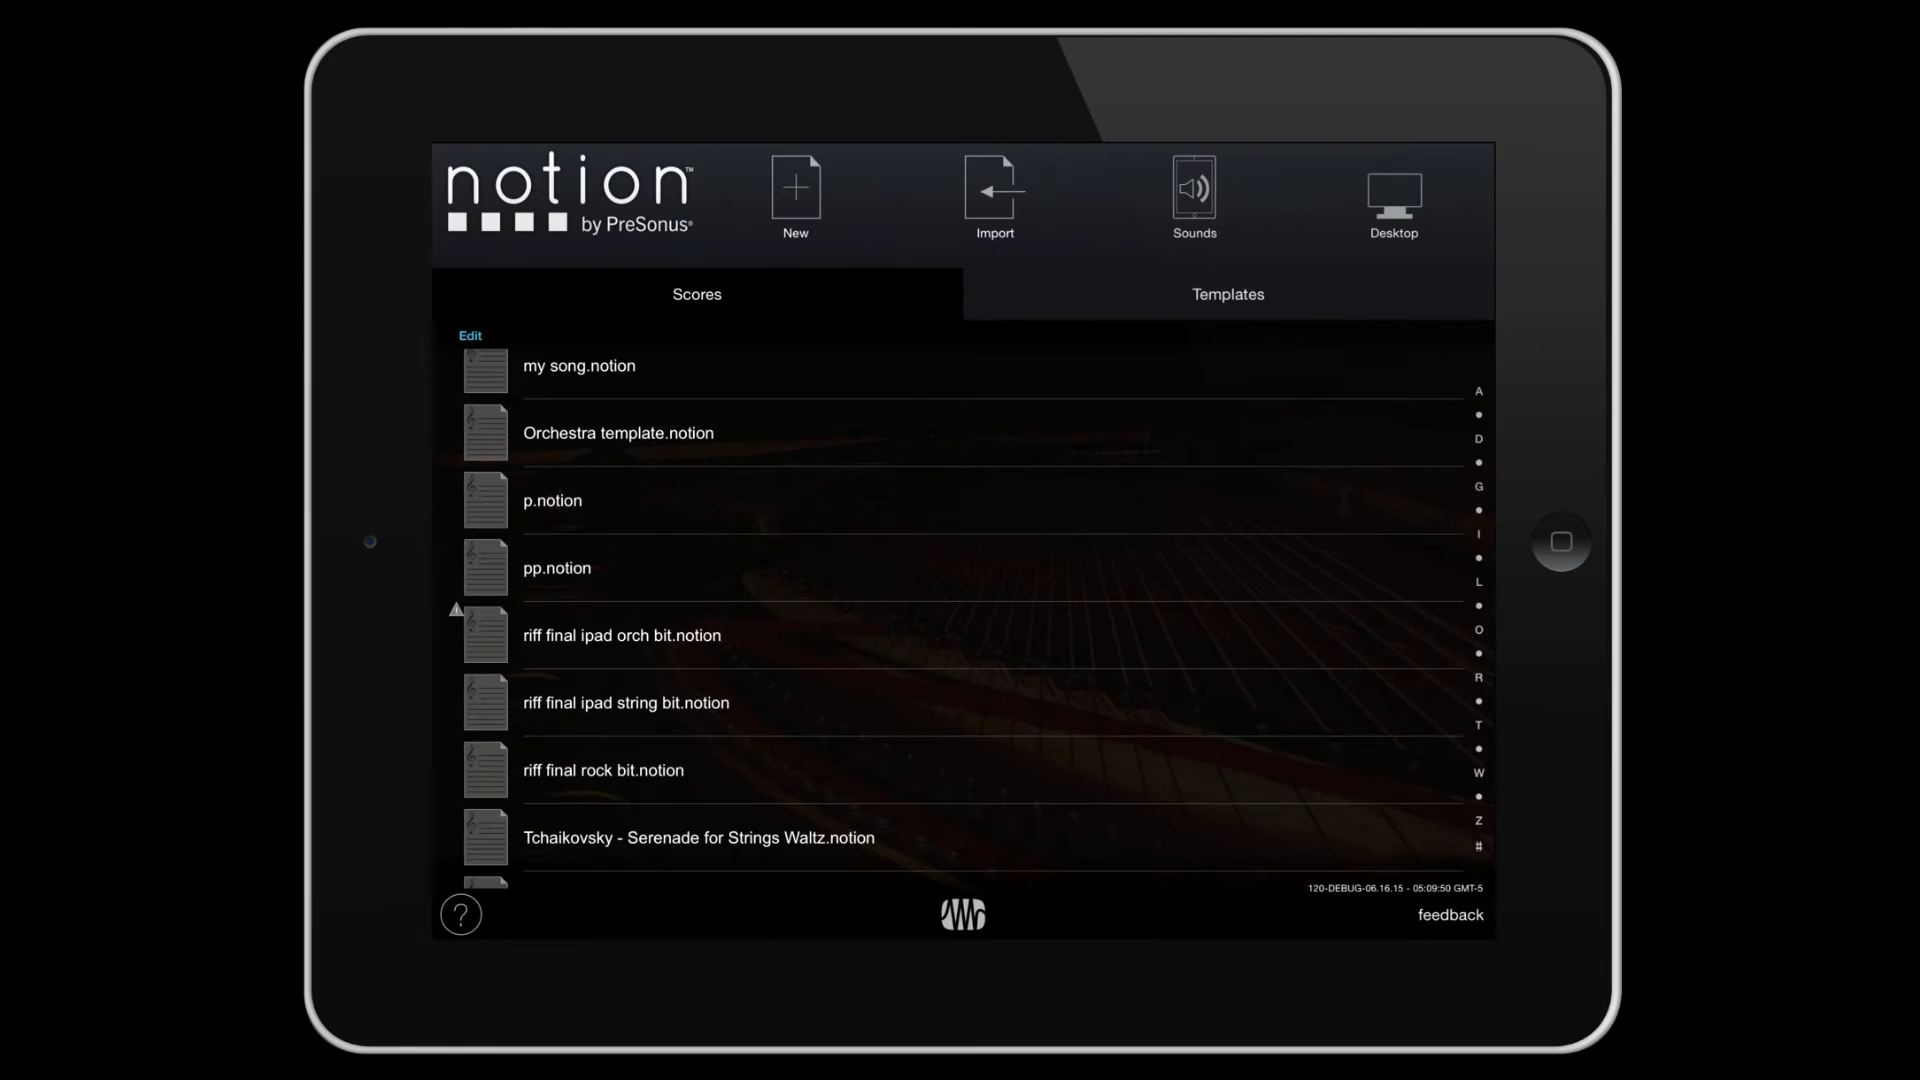 notion™
by PreSonus®
New
Import
Sounds
Desktop
Scores
Templates
Edit
my song.notion
Orchestra template.notion
p.notion
pp.notion
riff final ipad orch bit.notion
riff final ipad string bit.notion
riff final rock bit.notion
Tchaikovsky - Serenade for Strings Waltz.notion
A
D
G
I
L
O
R
T
W
Z
#
120-DEBUG-06.16.15 - 05:09:50 GMT-5
?
feedback